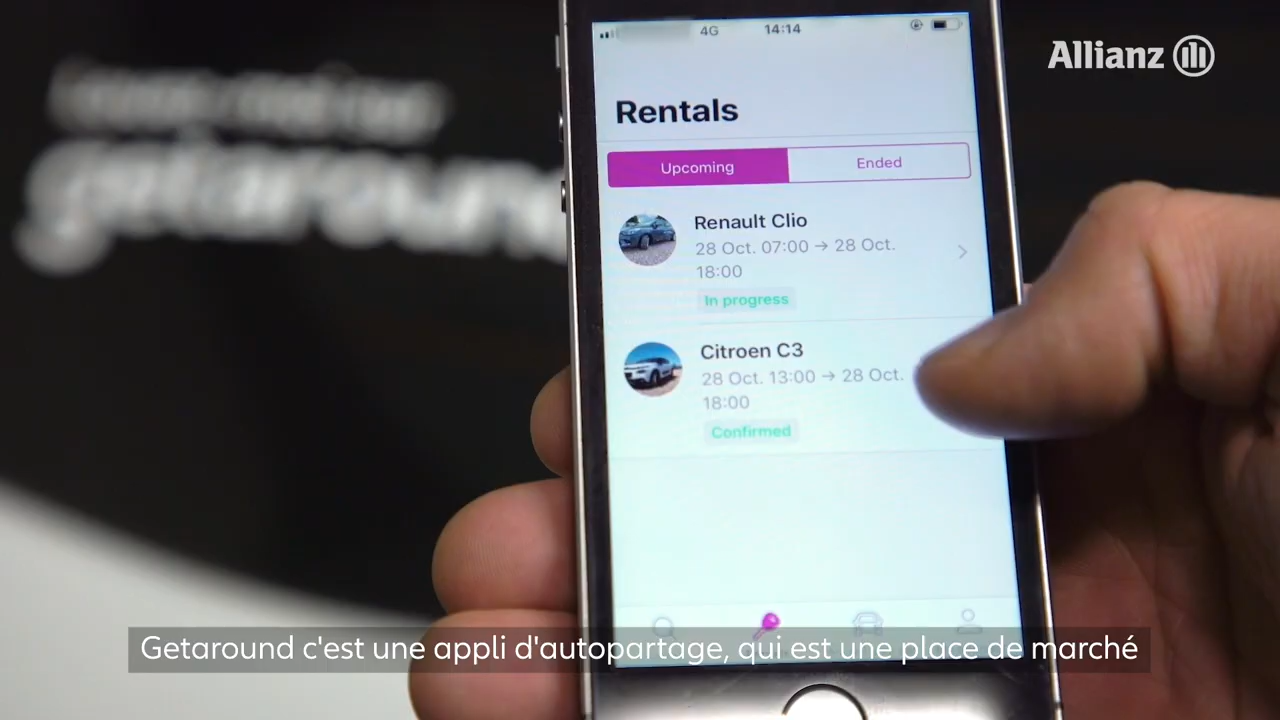 4G 14:14
Allianz
Rentals
Upcoming Ended
Renault Clio
28 Oct. 07:00 → 28 Oct.
18:00
In progress
Citroen C3
28 Oct. 13:00 → 28 Oct.
18:00
Confirmed
getaround
Getaround c'est une appli d'autopartage, qui est une place de marché